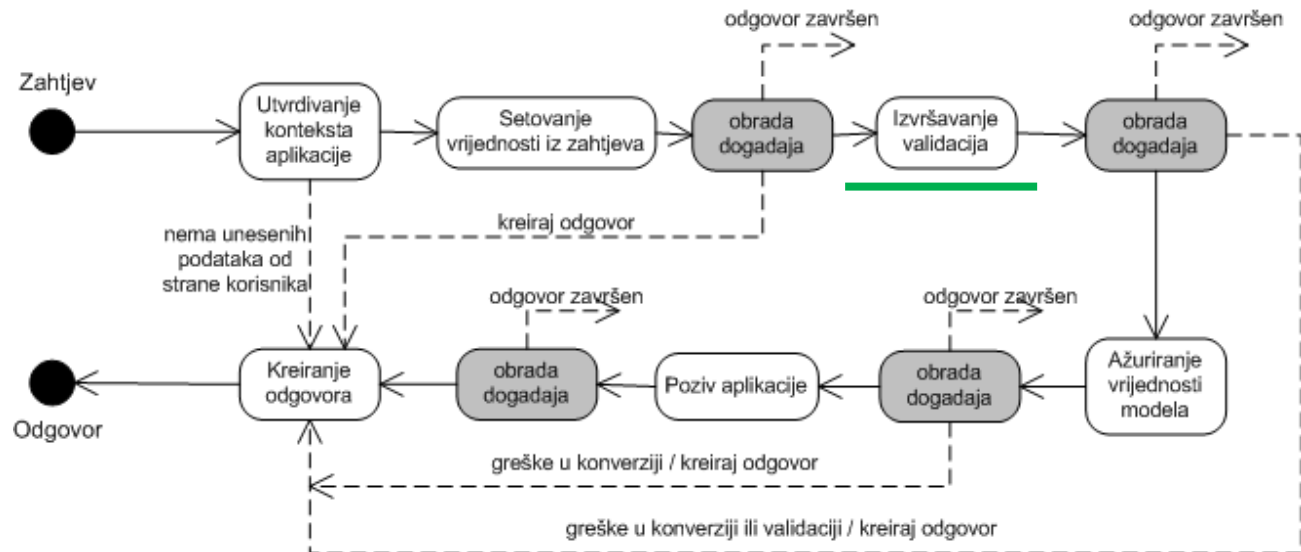 odgovor završen
odgovor završen
Zahtjev
Utvrdivanje
konteksta
aplikacije
Setovanje
vrijednosti iz zahtjeva
obrada
dogadaja
Izvršavanje
validacija
obrada
dogadaja
kreiraj odgovor
nema unesenih
podataka od
strane korisnika
odgovor završen
odgovor završen
Kreiranje
odgovora
obrada
dogadaja
Poziv aplikacije
obrada
dogadaja
Ažuriranje
vrijednosti
modela
Odgovor
greške u konverziji / kreiraj odgovor
greške u konverziji ili validaciji / kreiraj odgovor